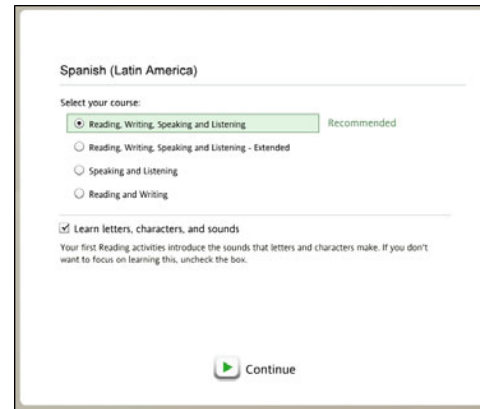 Spanish (Latin America)
Select your course:
Reading, Writing, Speaking and Listening Recommended
Reading, Writing, Speaking and Listening - Extended
Speaking and Listening
Reading and Writing
Learn letters, characters, and sounds
Your first Reading activities introduce the sounds that letters and characters make. If you don't
want to focus on learning this, uncheck the box.
Continue